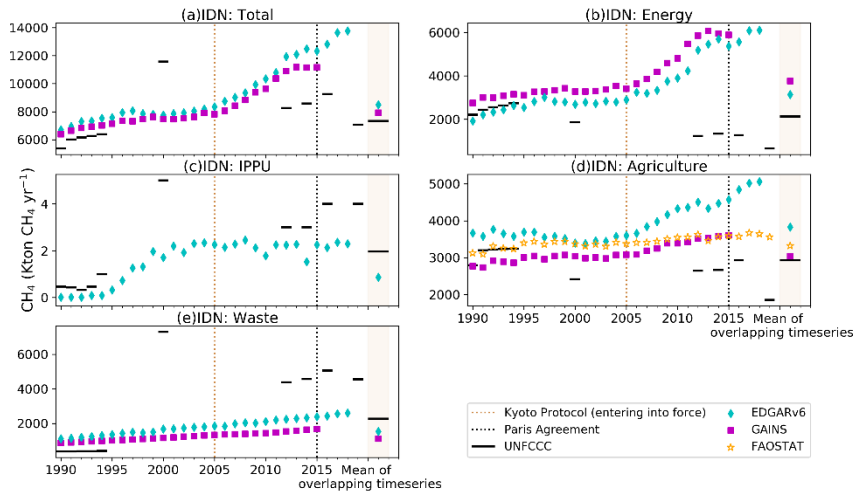 (a)IDN: Total
(b)IDN: Energy
14000
12000
10000
8000
6000
6000
4000
2000
(c)IDN: IPPU
(d)IDN: Agriculture
CH4 (Kton CH4 yr−1)
4
2
0
5000
4000
3000
2000
1990 1995 2000 2005 2010 2015 Mean of
overlapping timeseries
(e)IDN: Waste
6000
4000
2000
1990 1995 2000 2005 2010 2015 Mean of
overlapping timeseries
Kyoto Protocol (entering into force)
Paris Agreement
UNFCCC
EDGARv6
GAINS
FAOSTAT